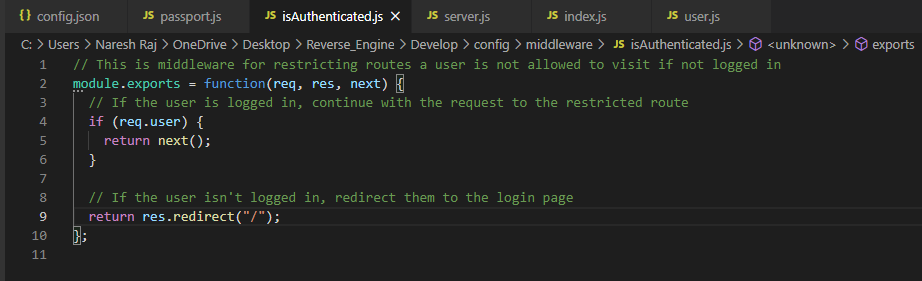 {} config.json JS passport.js JS isAuthenticated.js × JS server.js JS index.js JS user.js
C: > Users > Naresh Raj > OneDrive > Desktop > Reverse_Engine > Develop > config > middleware > JS isAuthenticated.js > <unknown> > exports
1 // This is middleware for restricting routes a user is not allowed to visit if not logged in
2 module.exports = function(req, res, next) {
3 // If the user is logged in, continue with the request to the restricted route
4 if (req.user) {
5 return next();
6 }
7
8 // If the user isn't logged in, redirect them to the login page
9 return res.redirect("/");
10 };
11